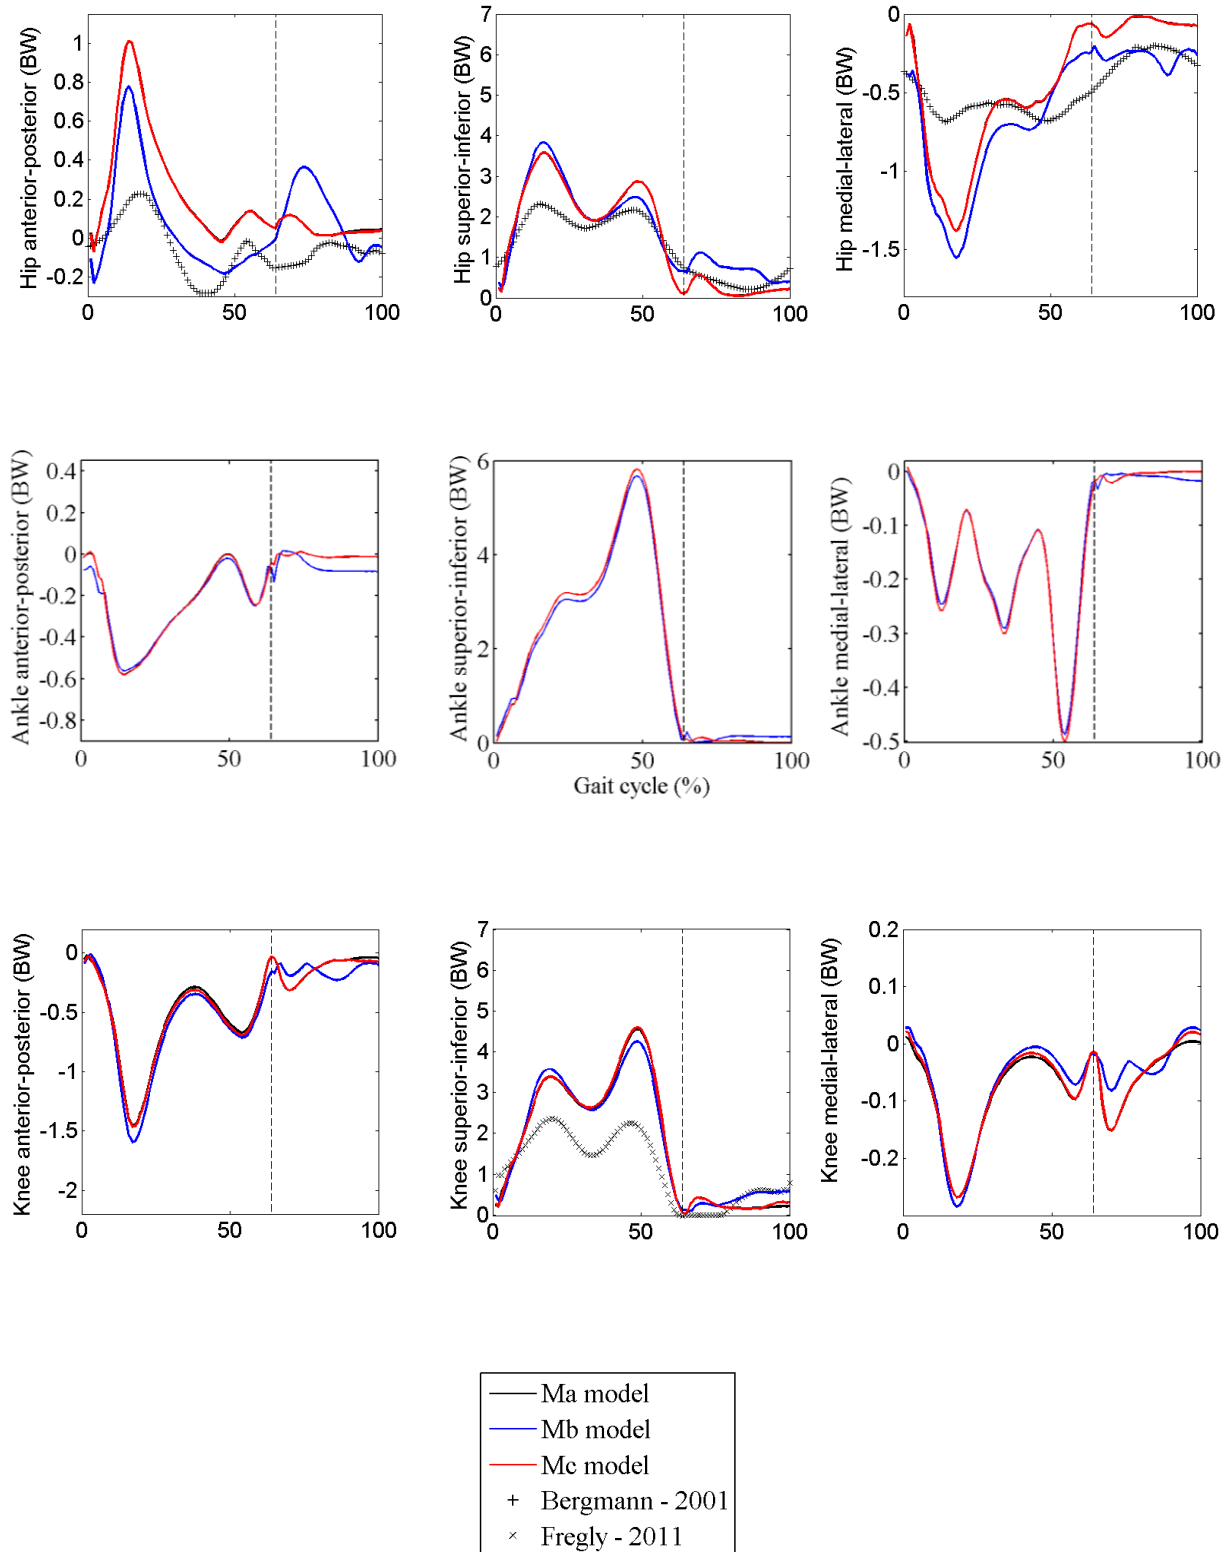 Hip anterior-posterior (BW)
1
0.8
0.6
0.4
0.2
0
-0.2
0 50 100
Hip superior-inferior (BW)
7
6
5
4
3
2
1
0
0 50 100
Hip medial-lateral (BW)
0
-0.5
-1
-1.5
0 50 100
Ankle anterior-posterior (BW)
0.4
0.2
0
-0.2
-0.4
-0.6
-0.8
0 50 100
Ankle superior-inferior (BW)
6
4
2
0
0 50 100
Gait cycle (%)
Ankle medial-lateral (BW)
0
-0.1
-0.2
-0.3
-0.4
-0.5
0 50 100
Knee anterior-posterior (BW)
0
-0.5
-1
-1.5
-2
0 50 100
Knee superior-inferior (BW)
7
6
5
4
3
2
1
0
0 50 100
Knee medial-lateral (BW)
0.2
0.1
0
-0.1
-0.2
0 50 100
Ma model
Mb model
Mc model
Bergmann - 2001
Fregly - 2011